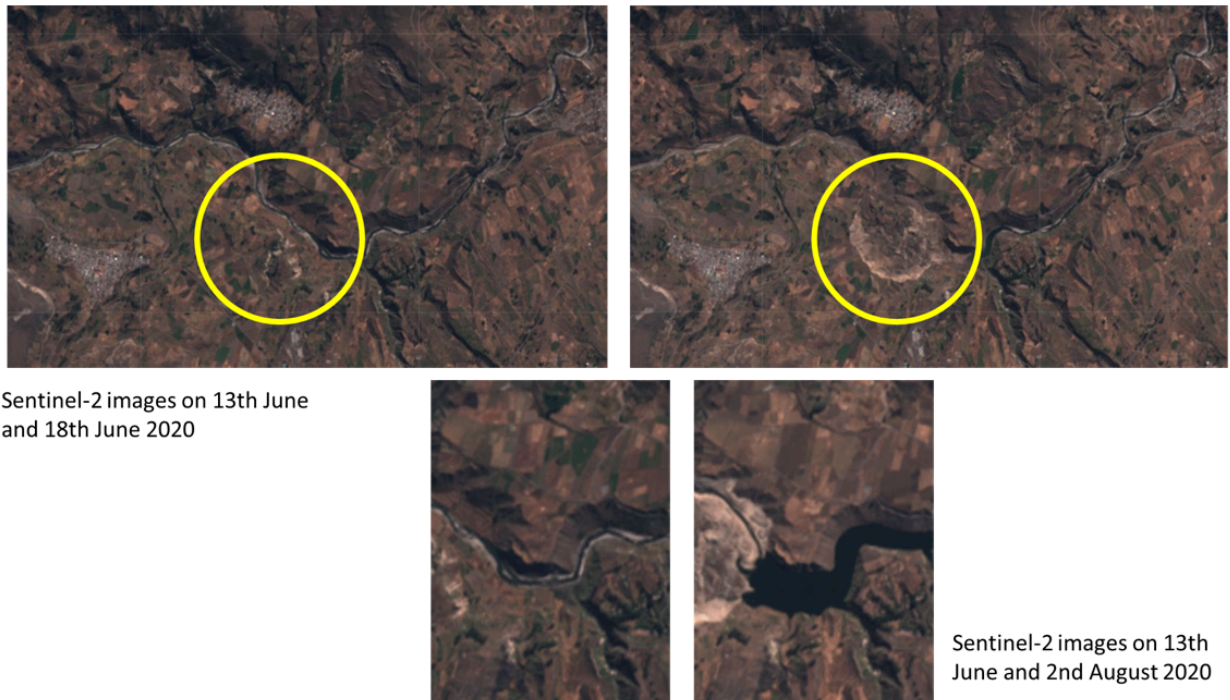 Sentinel-2 images on 13th June
and 18th June 2020
Sentinel-2 images on 13th
June and 2nd August 2020